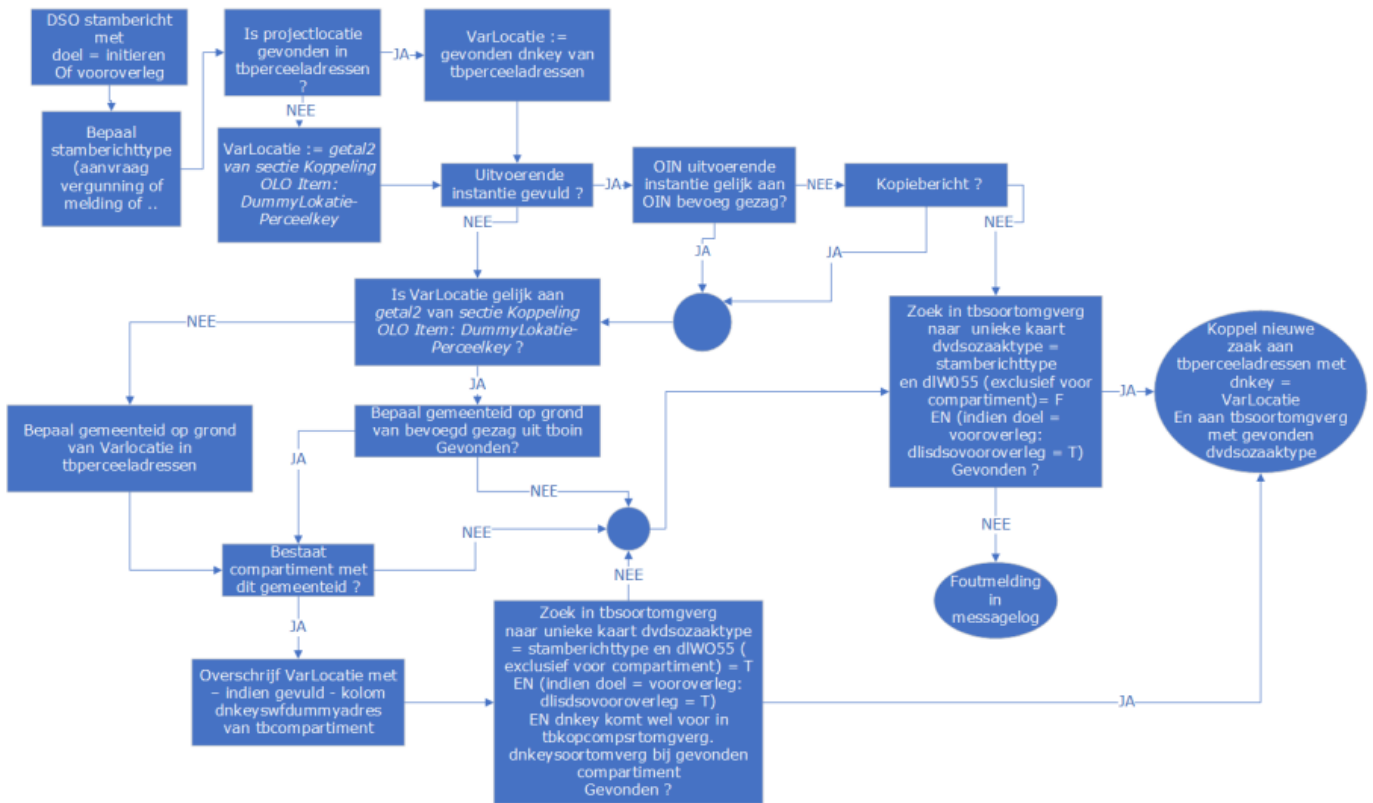 DSO stambericht
met
doel = initieren
Of vooroverleg
Is projectlocatie
gevonden in
tbperceeladressen
?
JA
VarLocatie :=
gevonden dnkey van
tbperceeladressen
NEE
Bepaal
stamberichttype
(aanvraag
vergunning of
melding of ..
VarLocatie := getal2
van sectie Koppeling
OLO Item:
DummyLokatie-
Perceelkey
Uitvoerende
instantie gevuld ?
JA
OIN uitvoerende
instantie gelijk aan
OIN bevoeg gezag?
NEE
Kopiebericht ?
NEE
JA
JA
NEE
Is VarLocatie gelijk aan
getal2 van sectie Koppeling
OLO Item: DummyLokatie-
Perceelkey ?
NEE
JA
Zoek in tbsoortomgverg
naar unieke kaart
dvdsozaaktype =
stamberichttype
en dlW055 (exclusief voor
compartiment)= F
EN (indien doel =
vooroverleg:
dlisdsovooroverleg = T)
Gevonden ?
JA
Koppel nieuwe
zaak aan
tbperceeladressen met
dnkey =
VarLocatie
En aan tbsoortomgverg
met gevonden
dvdsozaaktype
Bepaal gemeenteid op grond
van Varlocatie in
tbperceeladressen
Bepaal gemeenteid op grond
van bevoegd gezag uit tboin
Gevonden?
JA
NEE
NEE
Bestaat
compartiment met
dit gemeenteid ?
NEE
NEE
Foutmelding
in
messagelog
JA
Overschrijf VarLocatie met
– indien gevuld - kolom
dnkeyswfdummyadres
van tbcompartiment
Zoek in tbsoortomgverg
naar unieke kaart dvdsozaaktype
= stamberichttype en dlWO55 (
exclusief voor compartiment) = T
EN (indien doel = vooroverleg:
dlisdsovooroverleg = T)
EN dnkey komt wel voor in
tbkopcompsrtomgverg.
dnkeysoortomverg bij gevonden
compartiment
Gevonden ?
JA